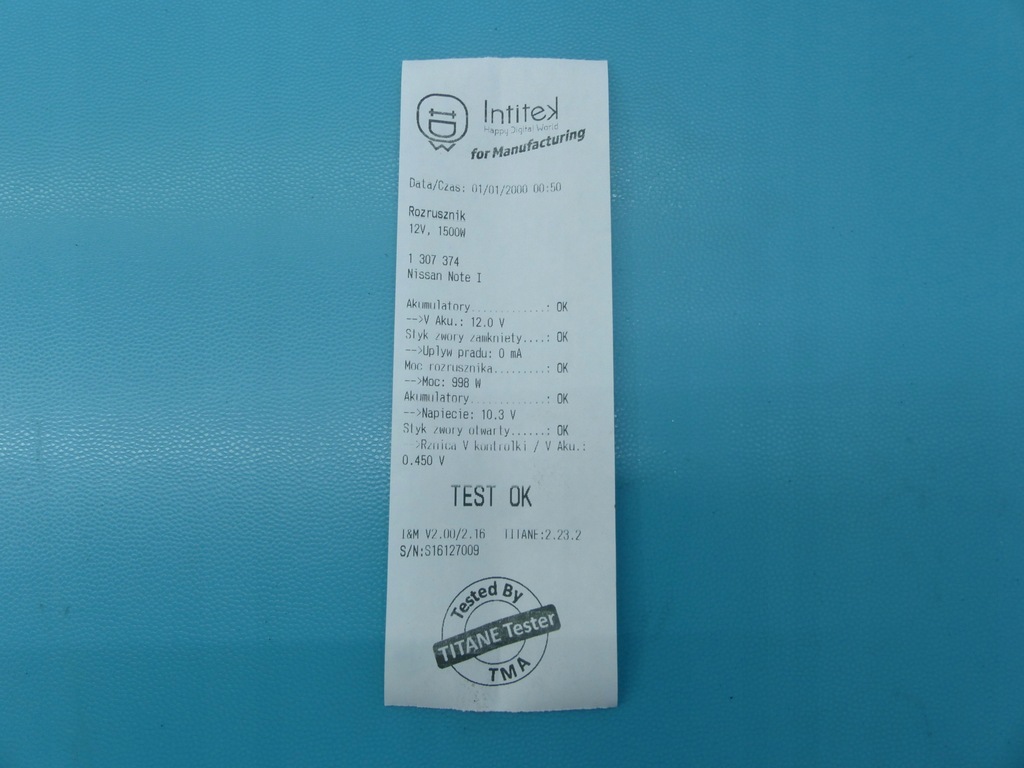 Intitek
Happy Digital World
for Manufacturing
Data/Czas: 01/01/2000 00:50
Rozrusznik
12V, 1500W
1 307 374
Nissan Note I
Akumulatory............: OK
-->V Aku.: 12.0 V
Styk zwory zamkniety....: OK
-->Uplyw pradu: 0 mA
Moc rozrusznika.........: OK
-->Moc: 998 W
Akumulatory............: OK
-->Napiecie: 10.3 V
Styk zwory otwarty......: OK
-->Rznica V kontrolki / V Aku.:
0.450 V
TEST OK
I&M V2.00/2.16 TITANE:2.23.2
S/N:S16127009
Tested By
TITANE Tester
TMA